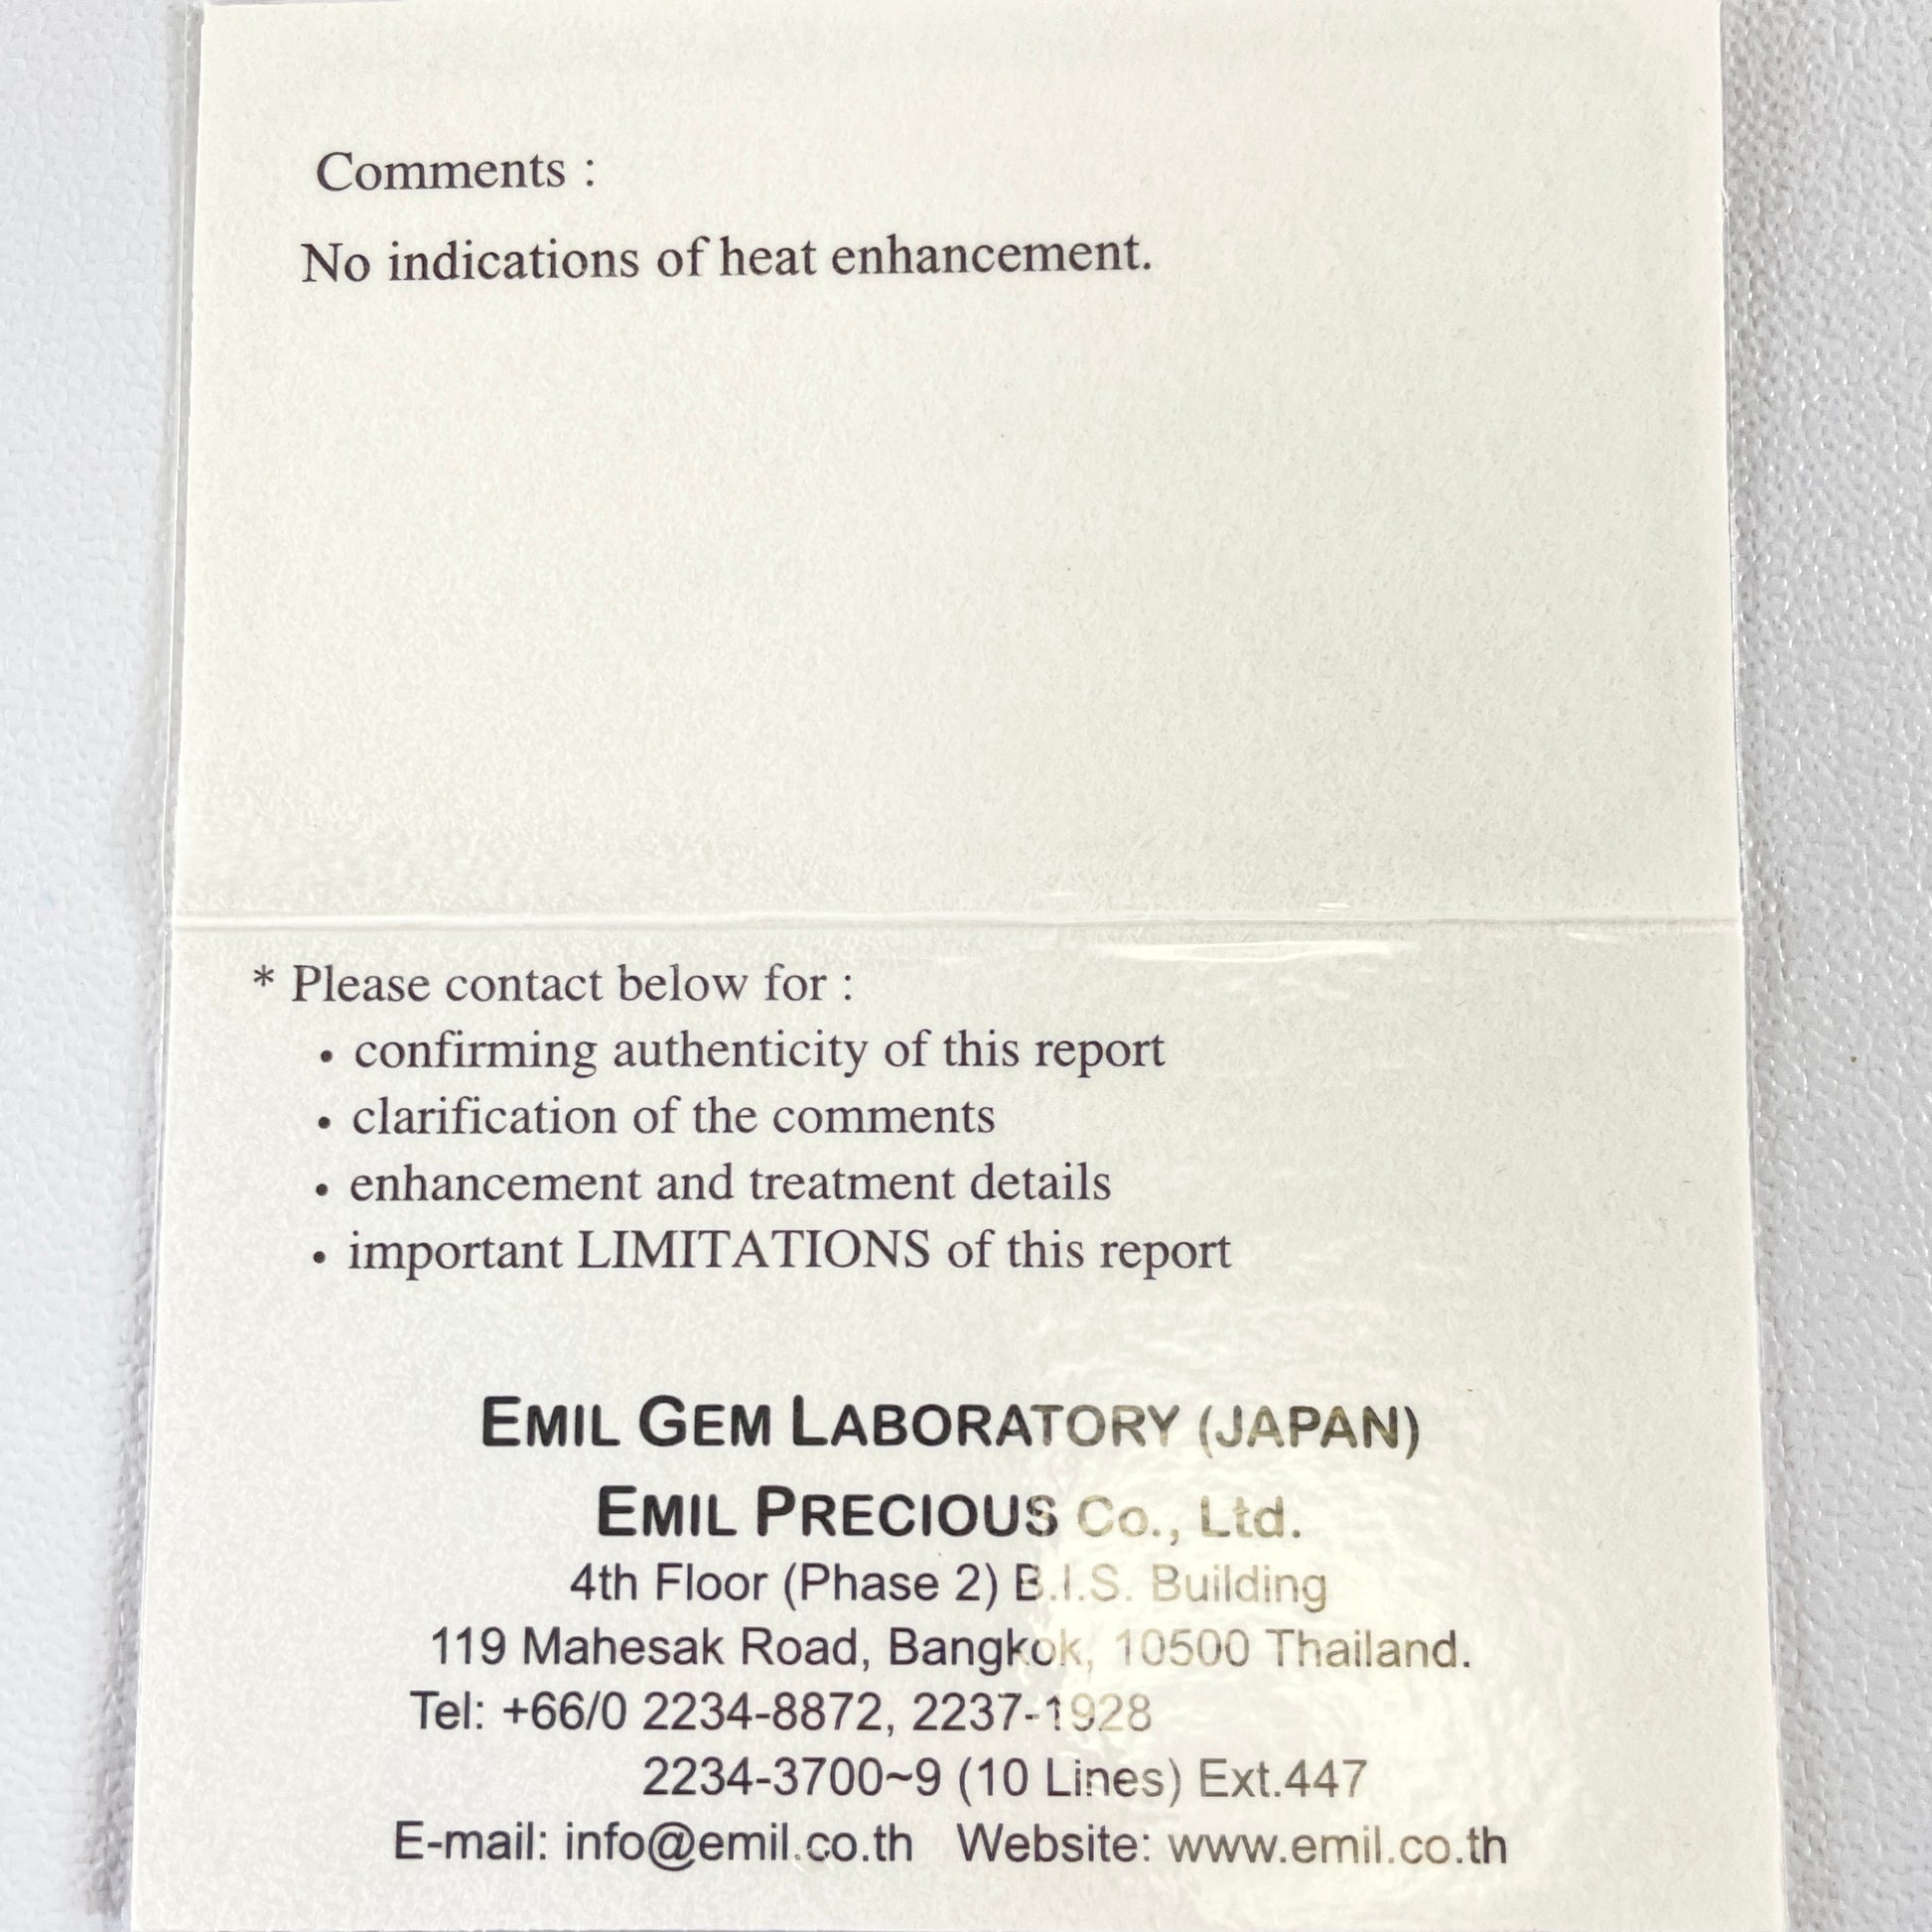 Comments :
No indications of heat enhancement.
* Please contact below for :
• confirming authenticity of this report
• clarification of the comments
• enhancement and treatment details
• important LIMITATIONS of this report
EMIL GEM LABORATORY (JAPAN)
EMIL PRECIOUS Co., Ltd.
4th Floor (Phase 2) B.I.S. Building
119 Mahesak Road, Bangkok, 10500 Thailand.
Tel: +66/0 2234-8872, 2237-1928
2234-3700~9 (10 Lines) Ext.447
E-mail: info@emil.co.th Website: www.emil.co.th